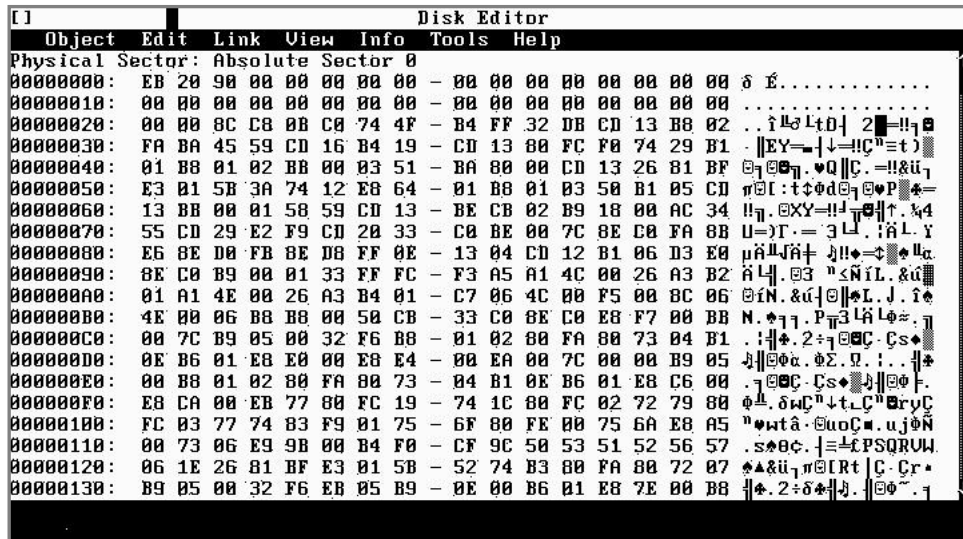 [ ] Disk Editor
Object Edit Link View Info Tools Help
Physical Sector: Absolute Sector 0
00000000: EB 20 90 00 00 00 00 00 - 00 00 00 00 00 00 00 00 δ É.............
00000010: 00 00 00 00 00 00 00 00 - 00 00 00 00 00 00 00 00 ................
00000020: 00 00 8C C8 0B C0 74 4F - B4 FF 32 DB CD 13 B8 02
00000030: FA BA 45 59 CD 16 B4 19 - CD 13 80 FC F0 74 29 B1
00000040: 01 B8 01 02 BB 00 03 51 - BA 80 00 CD 13 26 81 BF
00000050: E3 01 5B 3A 74 12 E8 64 - 01 B8 01 03 50 B1 05 CD
00000060: 13 BB 00 01 58 59 CD 13 - BE CB 02 B9 18 00 AC 34
00000070: 55 CD 29 E2 F9 CD 20 33 - C0 BE 00 7C 8E C0 FA 8B
00000080: E6 8E D0 FB 8E D8 FF 0E - 13 04 CD 12 B1 06 D3 E0
00000090: 8E C0 B9 00 01 33 FF FC - F3 A5 A1 4C 00 26 A3 B2
000000A0: 01 A1 4E 00 26 A3 B4 01 - C7 06 4C 00 F5 00 8C 06
000000B0: 4E 00 06 B8 B8 00 50 CB - 33 C0 8E C0 E8 F7 00 BB
000000C0: 00 7C B9 05 00 32 F6 B8 - 01 02 80 FA 80 73 04 B1
000000D0: 0E B6 01 E8 E0 00 E8 E4 - 00 EA 00 7C 00 00 B9 05
000000E0: 00 B8 01 02 80 FA 80 73 - 04 B1 0E B6 01 E8 C6 00
000000F0: E8 CA 00 EB 77 80 FC 19 - 74 1C 80 FC 02 72 79 80
00000100: FC 03 77 74 83 F9 01 75 - 6F 80 FE 00 75 6A E8 A5
00000110: 00 73 06 E9 9B 00 B4 F0 - CF 9C 50 53 51 52 56 57
00000120: 06 1E 26 81 BF E3 01 5B - 52 74 B3 80 FA 80 72 07
00000130: B9 05 00 32 F6 EB 05 B9 - 0E 00 B6 01 E8 7E 00 B8